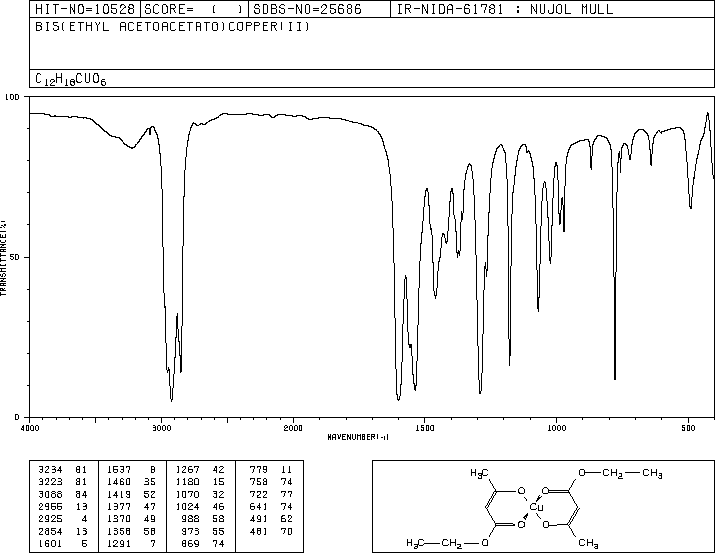 HIT-NO=10528 SCORE= ( ) SDBS-NO=25686 IR-NIDA-61781 : NUJOL MULL
BIS(ETHYL ACETOACETATO)COPPER(II)
C12H18CUO6
100
50
0
TRANSMITTANCE(%)
4000 3000 2000 1500 1000 500
WAVENUMBER(-1)
3234 81 1537 8 1267 42 779 11
3223 81 1460 35 1180 15 758 74
3088 84 1419 52 1070 32 722 77
2966 13 1377 47 1024 46 641 74
2925 4 1370 49 988 58 491 62
2854 13 1358 58 973 55 481 70
1601 5 1291 7 869 74
H3C O CH2 CH3
O O
Cu
O O
CH3 CH2 O CH3